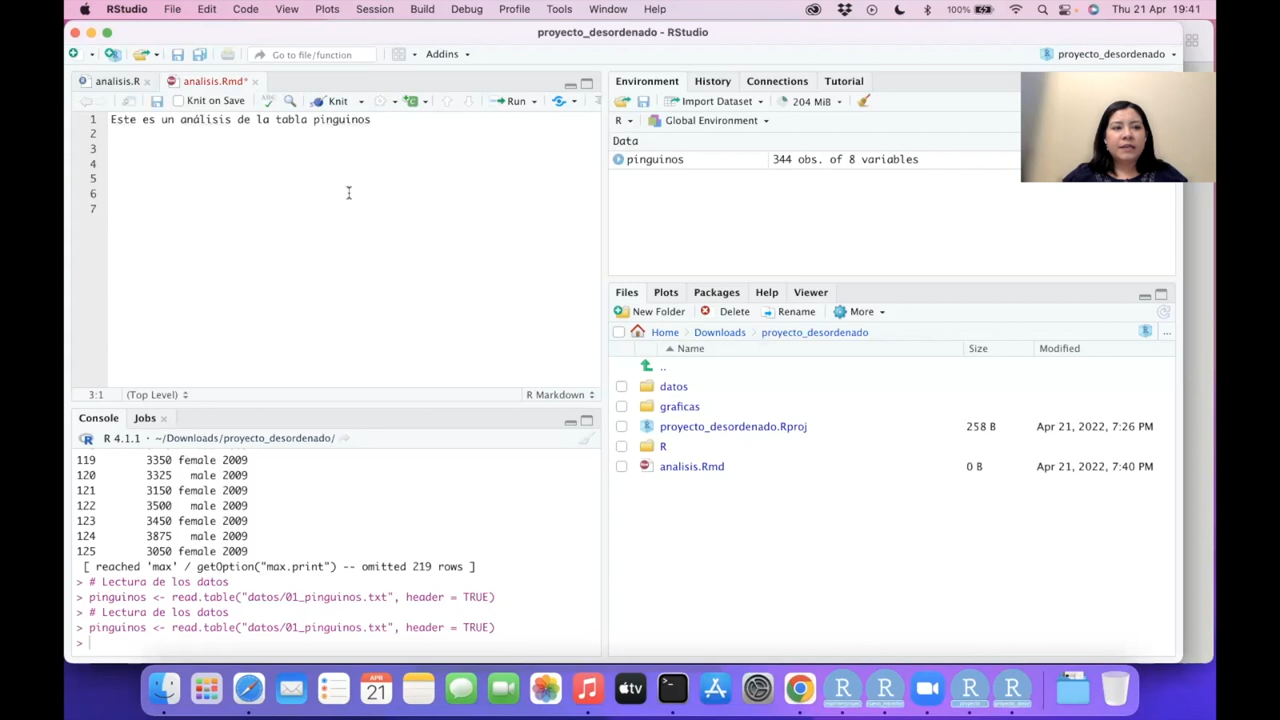 RStudio File Edit Code View Plots Session Build Debug Profile Tools Window Help 100% Thu 21 Apr 19:41
proyecto_desordenado - RStudio
Go to file/function Addins proyecto_desordenado
analisis.R analisis.Rmd*
Knit on Save Knit Run
1 Este es un análisis de la tabla pinguinos
2
3
4
5
6
7
3:1 (Top Level) R Markdown
Console Jobs
R 4.1.1 · ~/Downloads/proyecto_desordenado/
119 3350 female 2009
120 3325 male 2009
121 3150 female 2009
122 3500 male 2009
123 3450 female 2009
124 3875 male 2009
125 3050 female 2009
[ reached 'max' / getOption("max.print") -- omitted 219 rows ]
> # Lectura de los datos
> pinguinos <- read.table("datos/01_pinguinos.txt", header = TRUE)
> # Lectura de los datos
> pinguinos <- read.table("datos/01_pinguinos.txt", header = TRUE)
>
Environment History Connections Tutorial
Import Dataset 204 MiB
R Global Environment
Data
pinguinos 344 obs. of 8 variables
Files Plots Packages Help Viewer
New Folder Delete Rename More
Home Downloads proyecto_desordenado
Name Size Modified
..
datos
graficas
proyecto_desordenado.Rproj 258 B Apr 21, 2022, 7:26 PM
R
analisis.Rmd 0 B Apr 21, 2022, 7:40 PM
APR
21
tv
R R R R